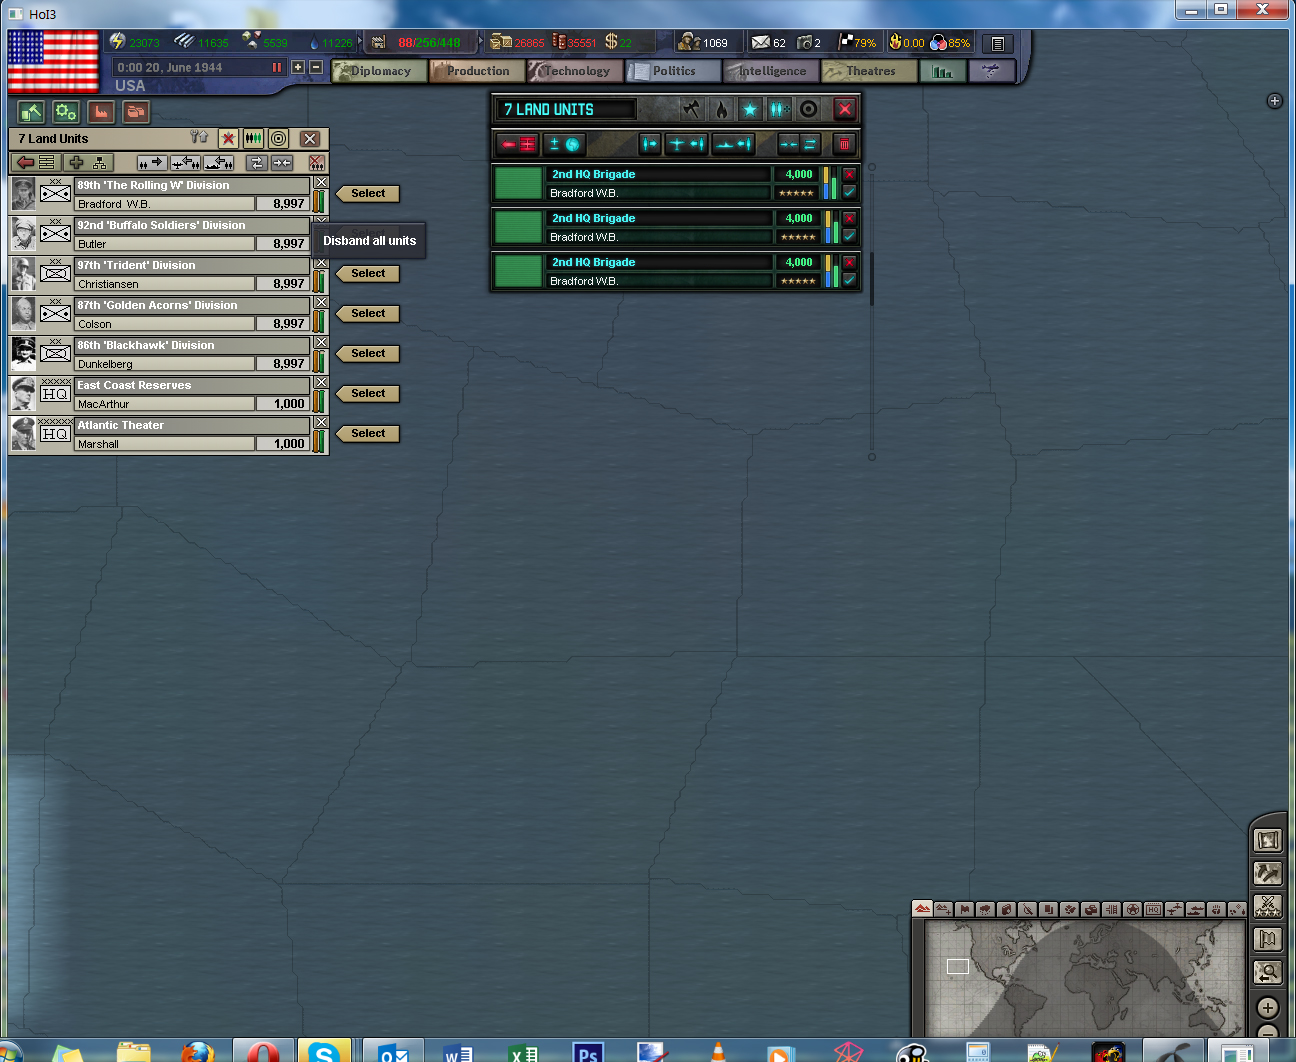 HoI3
23073
11635
5539
11226
88/256/448
26865
35551
22
1069
62
2
79%
0.00
85%
0:00 20, June 1944
USA
Diplomacy
Production
Technology
Politics
Intelligence
Theatres
7 Land Units
89th 'The Rolling W' Division
Bradford W.B.
8,997
Select
92nd 'Buffalo Soldiers' Division
Butler
8,997
Disband all units
97th 'Trident' Division
Christiansen
8,997
Select
87th 'Golden Acorns' Division
Colson
8,997
Select
86th 'Blackhawk' Division
Dunkelberg
8,997
Select
East Coast Reserves
HQ
MacArthur
1,000
Select
Atlantic Theater
HQ
Marshall
1,000
Select
7 LAND UNITS
2nd HQ Brigade
4,000
Bradford W.B.
2nd HQ Brigade
4,000
Bradford W.B.
2nd HQ Brigade
4,000
Bradford W.B.
HQ
Ps